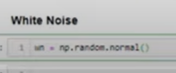 White Noise
1 wn = np.random.normal()